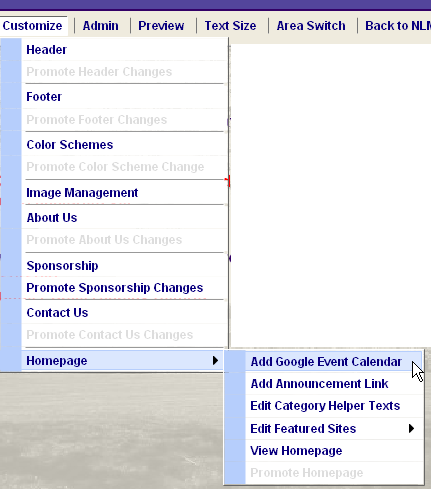 Customize Admin Preview Text Size Area Switch Back to NLM
Header
Promote Header Changes
Footer
Promote Footer Changes
Color Schemes
Promote Color Scheme Change
Image Management
About Us
Promote About Us Changes
Sponsorship
Promote Sponsorship Changes
Contact Us
Promote Contact Us Changes
Homepage
Add Google Event Calendar
Add Announcement Link
Edit Category Helper Texts
Edit Featured Sites
View Homepage
Promote Homepage